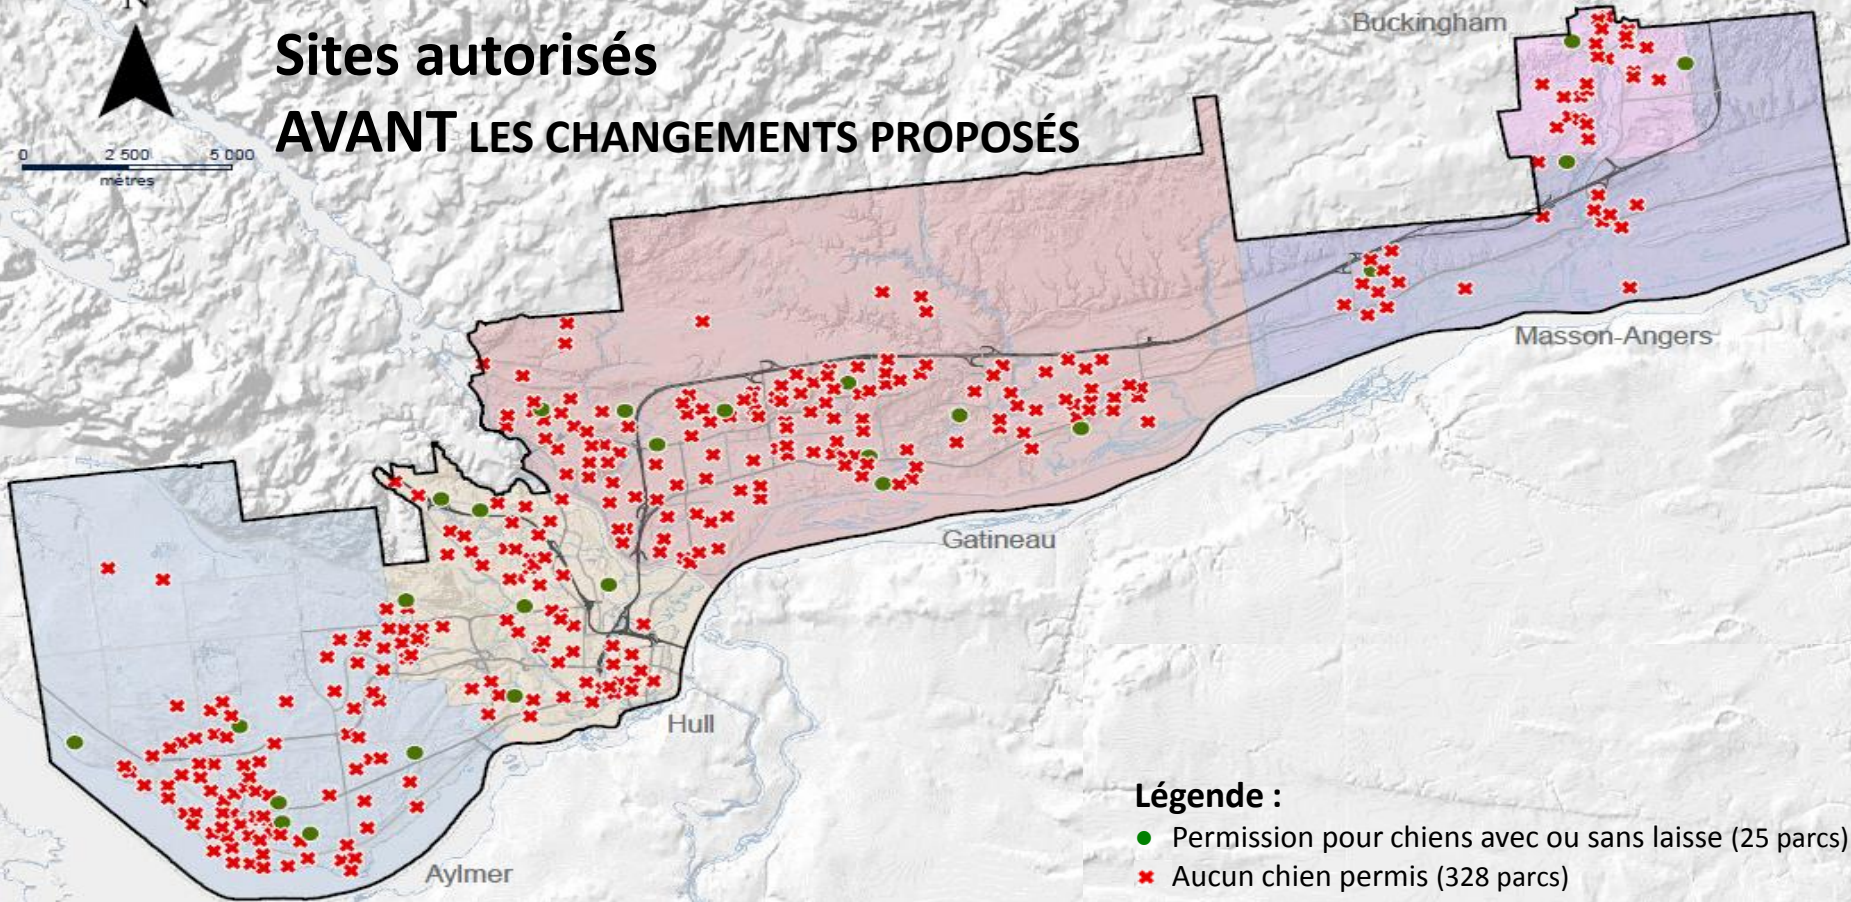 N
Sites autorisés
AVANT LES CHANGEMENTS PROPOSÉS
0 2 500 5 000
mètres
Buckingham
Masson-Angers
Gatineau
Hull
Aylmer
Légende :
Permission pour chiens avec ou sans laisse (25 parcs)
Aucun chien permis (328 parcs)